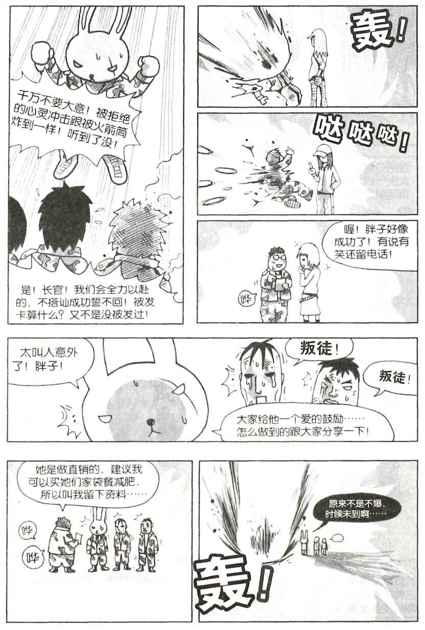 千万不要大意！被拒绝
的心灵冲击跟被火箭筒
炸到一样！听到了没！
是！长官！我们会全力以赴
的，不搭讪成功誓不回！被发
卡算什么？又不是没被发过！
轰！
哒哒哒！
喔！胖子好像
成功了！有说有
笑还留电话！
太叫人意外
了！胖子！
叛徒！
叛徒！
大家给他一个爱的鼓励……
怎么做到的跟大家分享一下！
她是做直销的，建议我
可以买她们家袋餐减肥，
所以叫我留下资料……
原来不是不爆，
时候未到啊……
轰！